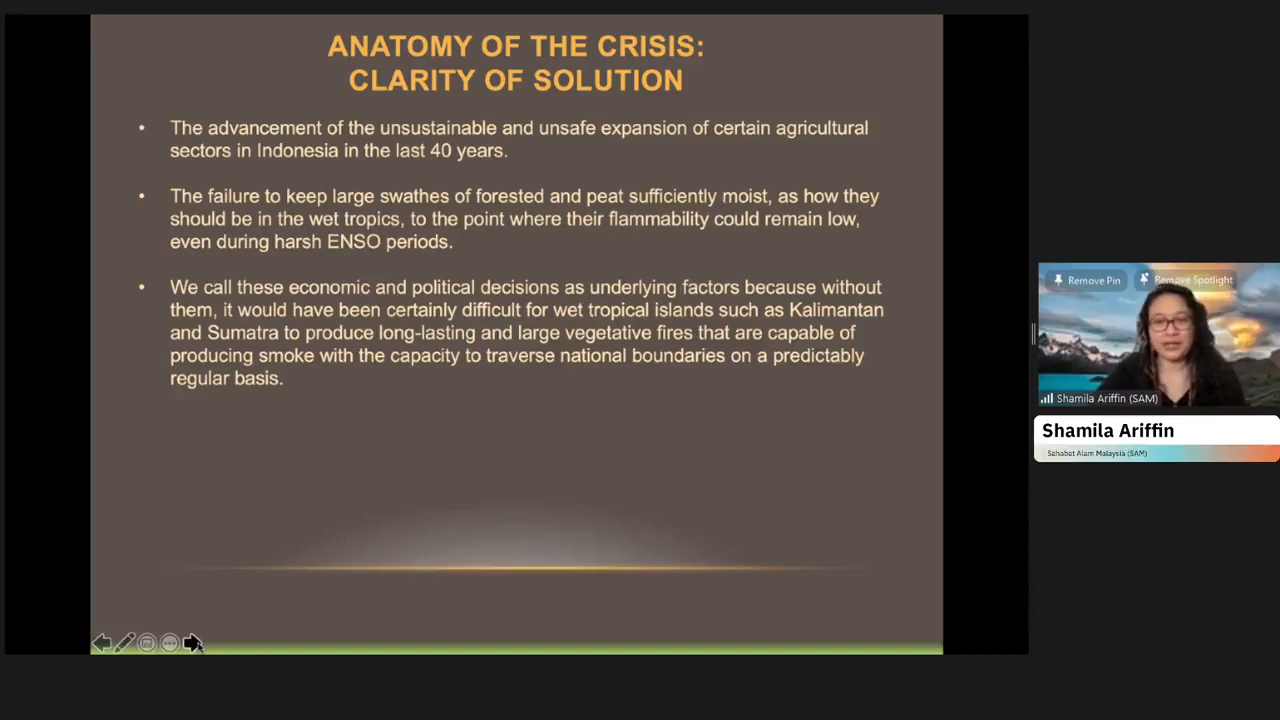 ANATOMY OF THE CRISIS:
CLARITY OF SOLUTION
• The advancement of the unsustainable and unsafe expansion of certain agricultural
sectors in Indonesia in the last 40 years.
• The failure to keep large swathes of forested and peat sufficiently moist, as how they
should be in the wet tropics, to the point where their flammability could remain low,
even during harsh ENSO periods.
• We call these economic and political decisions as underlying factors because without
them, it would have been certainly difficult for wet tropical islands such as Kalimantan
and Sumatra to produce long-lasting and large vegetative fires that are capable of
producing smoke with the capacity to traverse national boundaries on a predictably
regular basis.
Remove Pin
Remove Spotlight
Shamila Ariffin (SAM)
Shamila Ariffin
Sahabat Alam Malaysia (SAM)